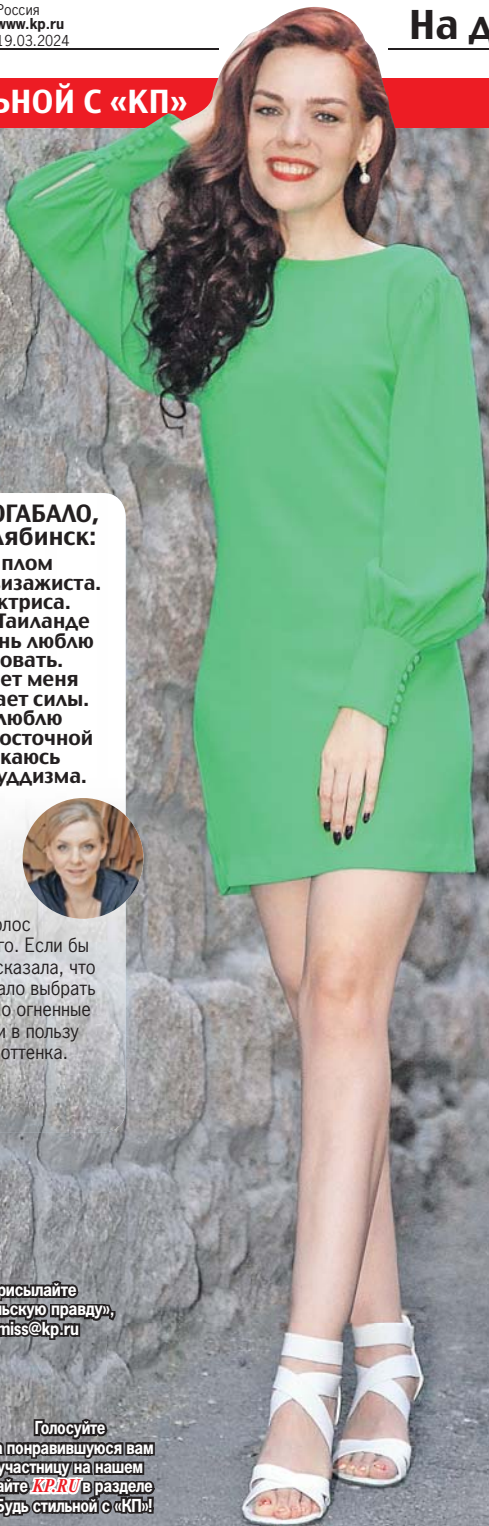 Россия
www.kp.ru
19.03.2024
На д
ЬНОЙ С «КП»
ОГАБАЛО,
лябинск:
плом
изажиста.
ктриса.
Таиланде
нь люблю
овать.
ет меня
ает силы.
люблю
осточной
каюсь
уддизма.
олос
го. Если бы
сказала, что
ало выбрать
о огненные
и в пользу
оттенка.
рисылайте
льскую правду»,
miss@kp.ru
Голосуйте
а понравившуюся вам
участницу на нашем
сайте KP.RU в разделе
Будь стильной с «КП»!